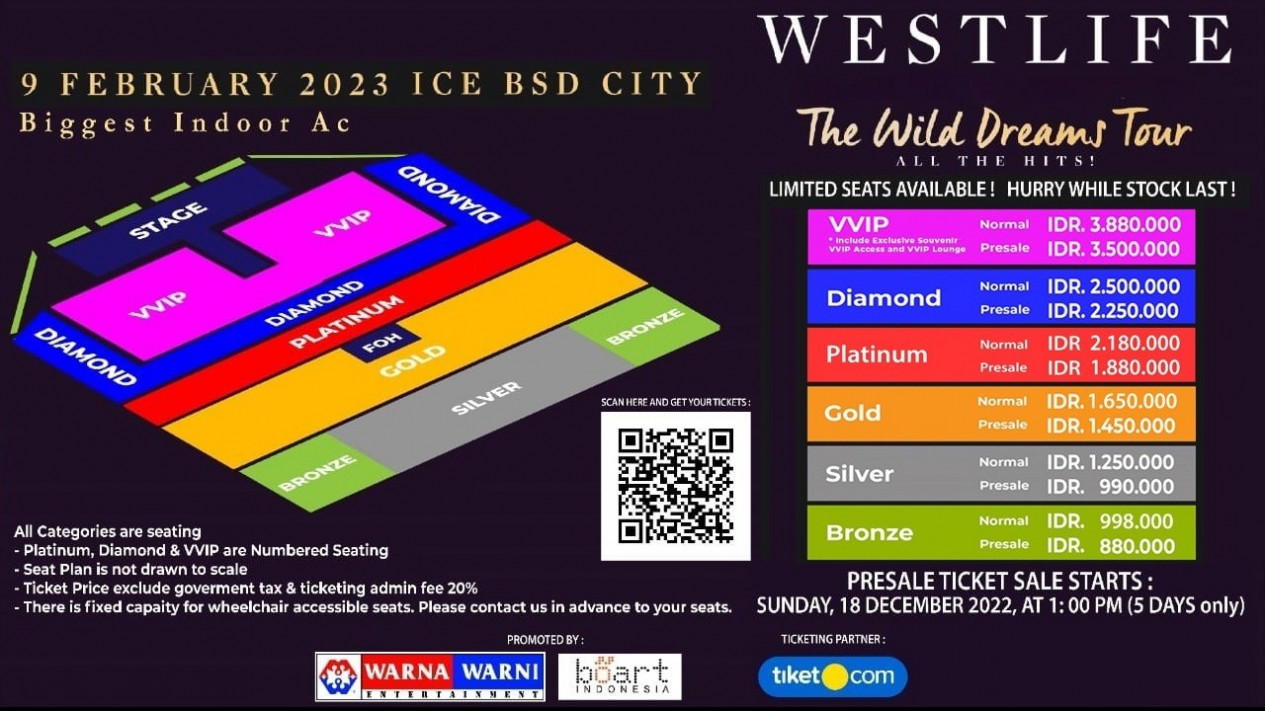 WESTLIFE
9 FEBRUARY 2023 ICE BSD CITY
Biggest Indoor Ac
The Wild Dreams Tour
ALL THE HITS!
LIMITED SEATS AVAILABLE! HURRY WHILE STOCK LAST!
STAGE
VVIP
VVIP
DIAMOND
DIAMOND
DIAMOND
PLATINUM
FOH
GOLD
SILVER
BRONZE
BRONZE
VVIP Normal IDR. 3.880.000
* Include Exclusive Souvenir
VVIP Access and VVIP Lounge Presale IDR. 3.500.000
Diamond Normal IDR. 2.500.000
Presale IDR. 2.250.000
Platinum Normal IDR 2.180.000
Presale IDR 1.880.000
Gold Normal IDR. 1.650.000
Presale IDR. 1.450.000
Silver Normal IDR. 1.250.000
Presale IDR. 990.000
Bronze Normal IDR. 998.000
Presale IDR. 880.000
SCAN HERE AND GET YOUR TICKETS :
All Categories are seating
- Platinum, Diamond & VVIP are Numbered Seating
- Seat Plan is not drawn to scale
- Ticket Price exclude goverment tax & ticketing admin fee 20%
- There is fixed capaity for wheelchair accessible seats. Please contact us in advance to your seats.
PRESALE TICKET SALE STARTS :
SUNDAY, 18 DECEMBER 2022, AT 1: 00 PM (5 DAYS only)
PROMOTED BY :
WARNA WARNI
ENTERTAINMENT
böart
INDONESIA
TICKETING PARTNER :
tiket com